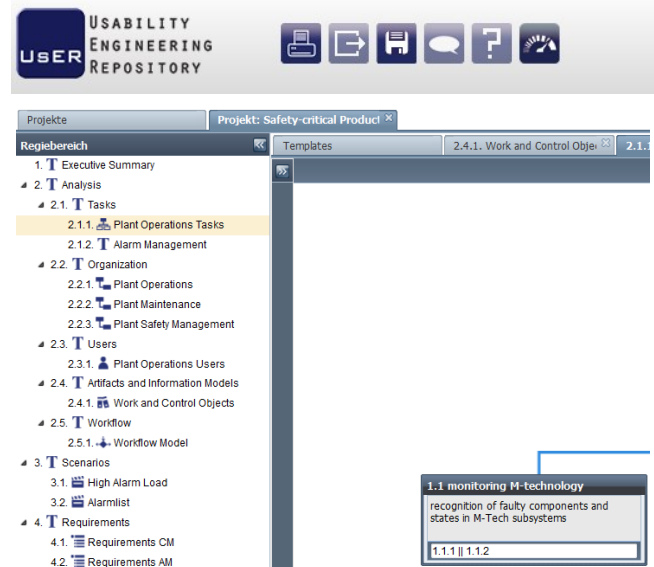 USABILITY
ENGINEERING
REPOSITORY
UsER
?
Projekte
Projekt: Safety-critical Product
Regiebereich
Templates
2.4.1. Work and Control Obje
2.1.1
1. T Executive Summary
2. T Analysis
2.1. T Tasks
2.1.1. Plant Operations Tasks
2.1.2. T Alarm Management
2.2. T Organization
2.2.1. Plant Operations
2.2.2. Plant Maintenance
2.2.3. Plant Safety Management
2.3. T Users
2.3.1. Plant Operations Users
2.4. T Artifacts and Information Models
2.4.1. Work and Control Objects
2.5. T Workflow
2.5.1. Workflow Model
3. T Scenarios
3.1. High Alarm Load
3.2. Alarmlist
4. T Requirements
4.1. Requirements CM
4.2. Requirements AM
1.1 monitoring M-technology
recognition of faulty components and
states in M-Tech subsystems
1.1.1 || 1.1.2